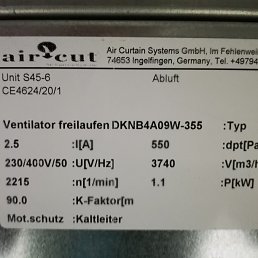 air cut
Air Curtain Systems GmbH, Im Fehlenweid
74653 Ingelfingen, Germany, Tel. +49794
Unit S45-6 Abluft
CE4624/20/1
Ventilator freilaufen DKNB4A09W-355 :Typ
2.5 :I[A] 550 :dpt[Pa
230/400V/50 :U[V/Hz] 3740 :V[m3/h
2215 :n[1/min] 1.1 :P[kW]
90.0 :K-Faktor[m
Mot.schutz :Kaltleiter